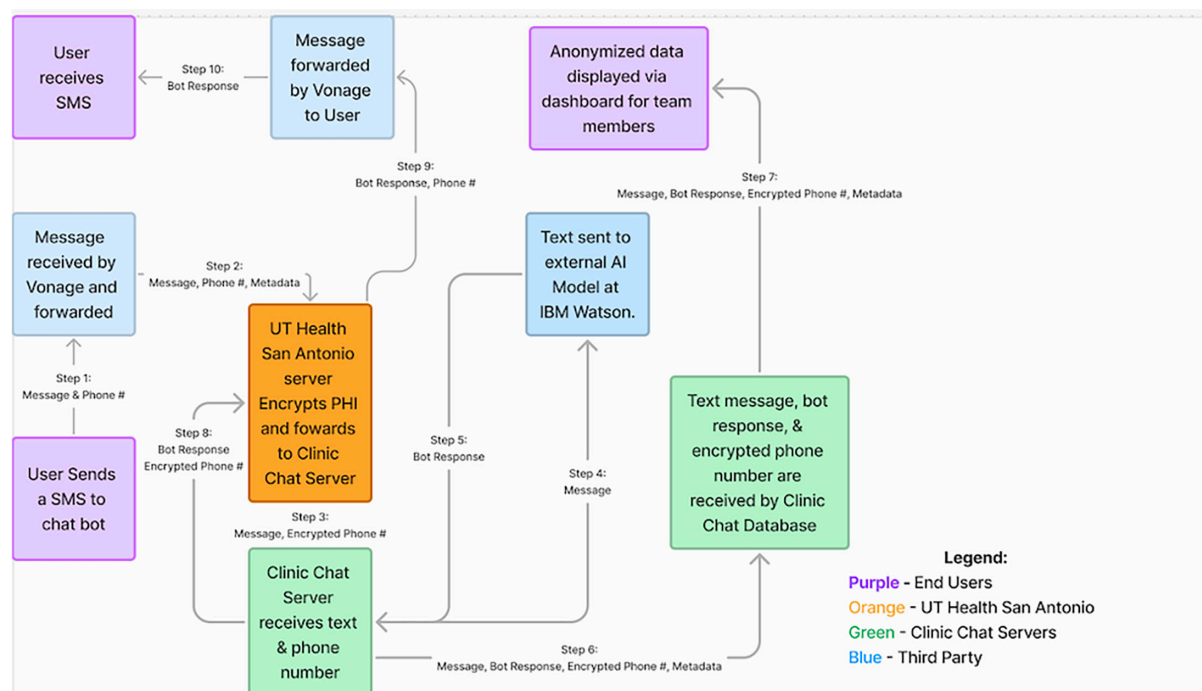 User
receives
SMS
Step 10:
Bot Response
Message
forwarded
by Vonage
to User
Anonymized data
displayed via
dashboard for team
members
Step 9:
Bot Response, Phone #
Step 7:
Message, Bot Response, Encrypted Phone #, Metadata
Message
received by
Vonage and
forwarded
Step 2:
Message, Phone #, Metadata
Text sent to
external AI
Model at
IBM Watson.
UT Health
San Antonio
server
Encrypts PHI
and fowards
to Clinic
Chat Server
Step 1:
Message & Phone #
Step 8:
Bot Response
Encrypted Phone #
Step 5:
Bot Response
Step 4:
Message
Text message, bot
response, &
encrypted phone
number are
received by Clinic
Chat Database
User Sends
a SMS to
chat bot
Step 3:
Message, Encrypted Phone #
Clinic Chat
Server
receives text
& phone
number
Step 6:
Message, Bot Response, Encrypted Phone #, Metadata
Legend:
Purple - End Users
Orange - UT Health San Antonio
Green - Clinic Chat Servers
Blue - Third Party